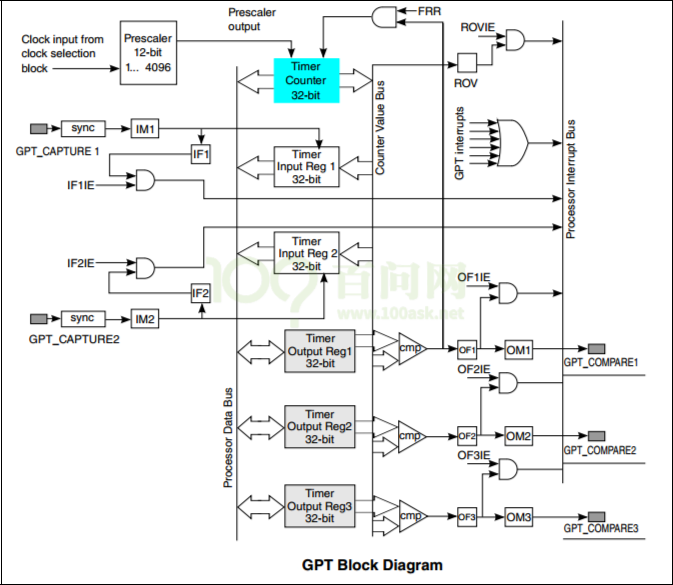 Clock input from
clock selection
block
Prescaler
12-bit
1... 4096
Prescaler
output
FRR
Timer
Counter
32-bit
ROVIE
ROV
GPT interrupts
Counter Value Bus
Processor Interrupt Bus
sync
IM1
GPT_CAPTURE 1
IF1
IF1IE
Timer
Input Reg 1
32-bit
Timer
Input Reg 2
32-bit
IF2IE
IF2
sync
IM2
GPT_CAPTURE2
百问网
www.100ask.net
Processor Data Bus
Timer
Output Reg1
32-bit
cmp
OF1IE
OF1
OM1
GPT_COMPARE1
Timer
Output Reg2
32-bit
cmp
OF2IE
OF2
OM2
GPT_COMPARE2
Timer
Output Reg3
32-bit
cmp
OF3IE
OF3
OM3
GPT_COMPARE3
GPT Block Diagram